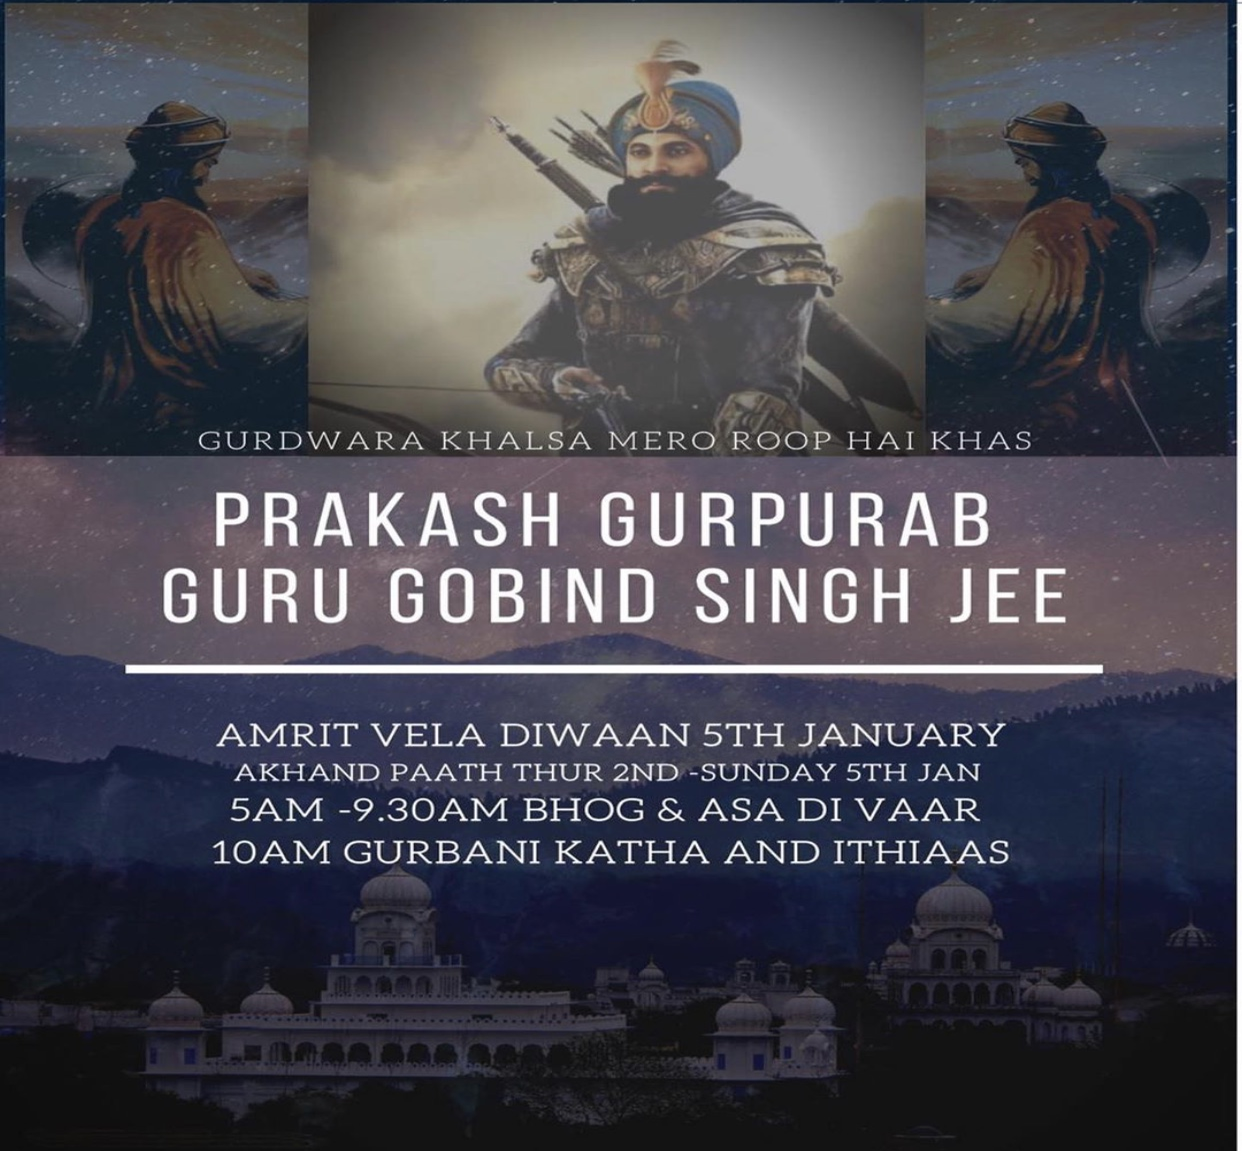 GURDWARA KHALSA MERO ROOP HAI KHAS
PRAKASH GURPURAB
GURU GOBIND SINGH JEE
AMRIT VELA DIWAAN 5TH JANUARY
AKHAND PAATH THUR 2ND -SUNDAY 5TH JAN
5AM -9.30AM BHOG & ASA DI VAAR
10AM GURBANI KATHA AND ITHIAAS